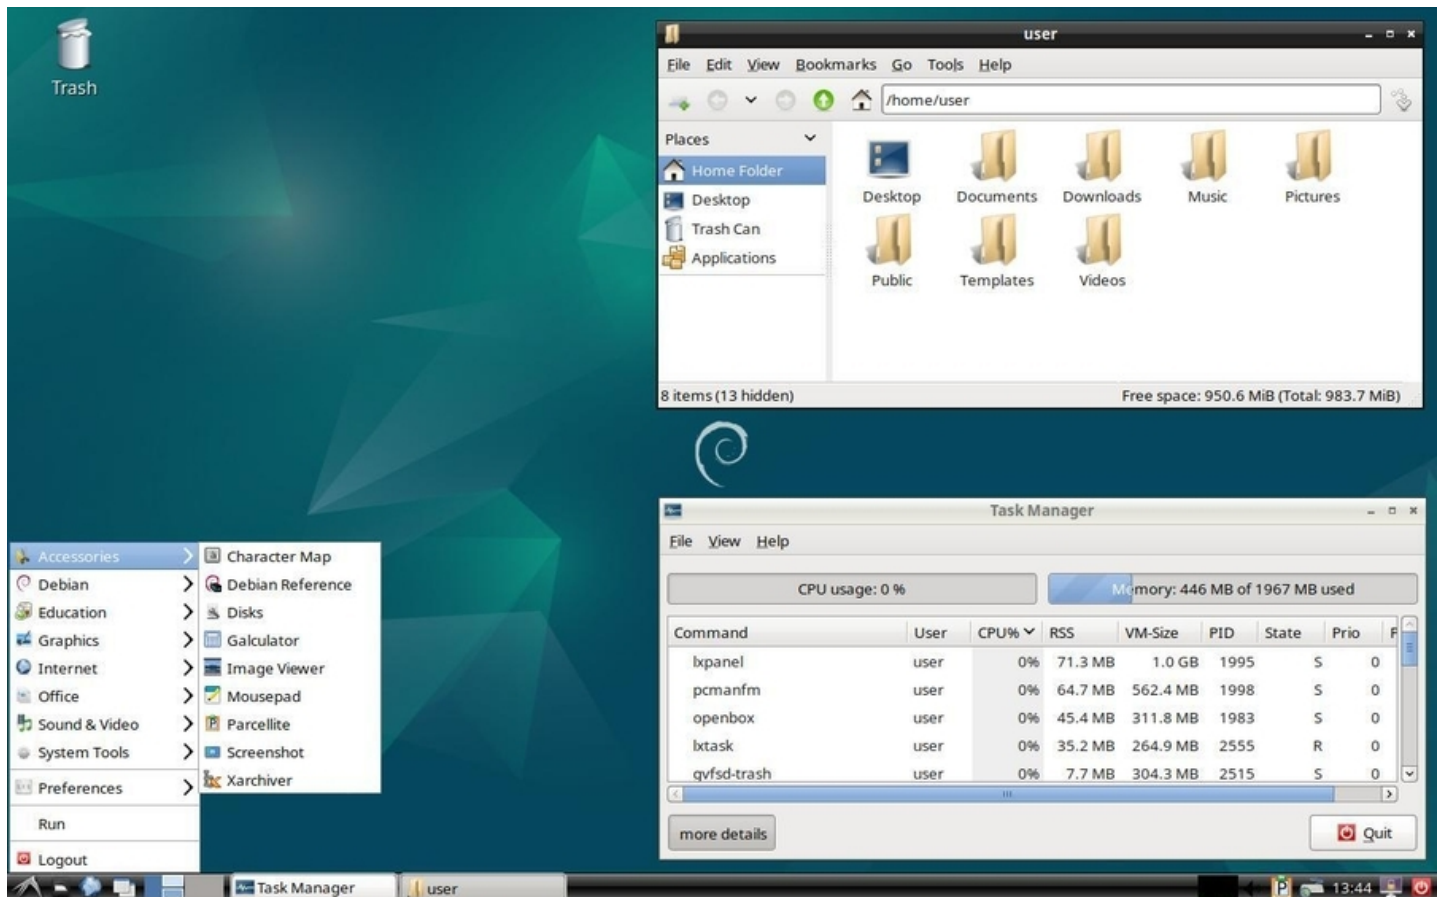 Trash
user
File Edit View Bookmarks Go Tools Help
/home/user
Places
Home Folder
Desktop
Trash Can
Applications
Desktop Documents Downloads Music Pictures
Public Templates Videos
8 items (13 hidden) Free space: 950.6 MiB (Total: 983.7 MiB)
Task Manager
File View Help
CPU usage: 0 % Memory: 446 MB of 1967 MB used
Command User CPU% RSS VM-Size PID State Prio P
lxpanel user 0% 71.3 MB 1.0 GB 1995 S 0
pcmanfm user 0% 64.7 MB 562.4 MB 1998 S 0
openbox user 0% 45.4 MB 311.8 MB 1983 S 0
lxtask user 0% 35.2 MB 264.9 MB 2555 R 0
gvfsd-trash user 0% 7.7 MB 304.3 MB 2515 S 0
more details Quit
Accessories
Debian
Education
Graphics
Internet
Office
Sound & Video
System Tools
Preferences
Run
Logout
Character Map
Debian Reference
Disks
Galculator
Image Viewer
Mousepad
Parcellite
Screenshot
Xarchiver
Task Manager user P 13:44